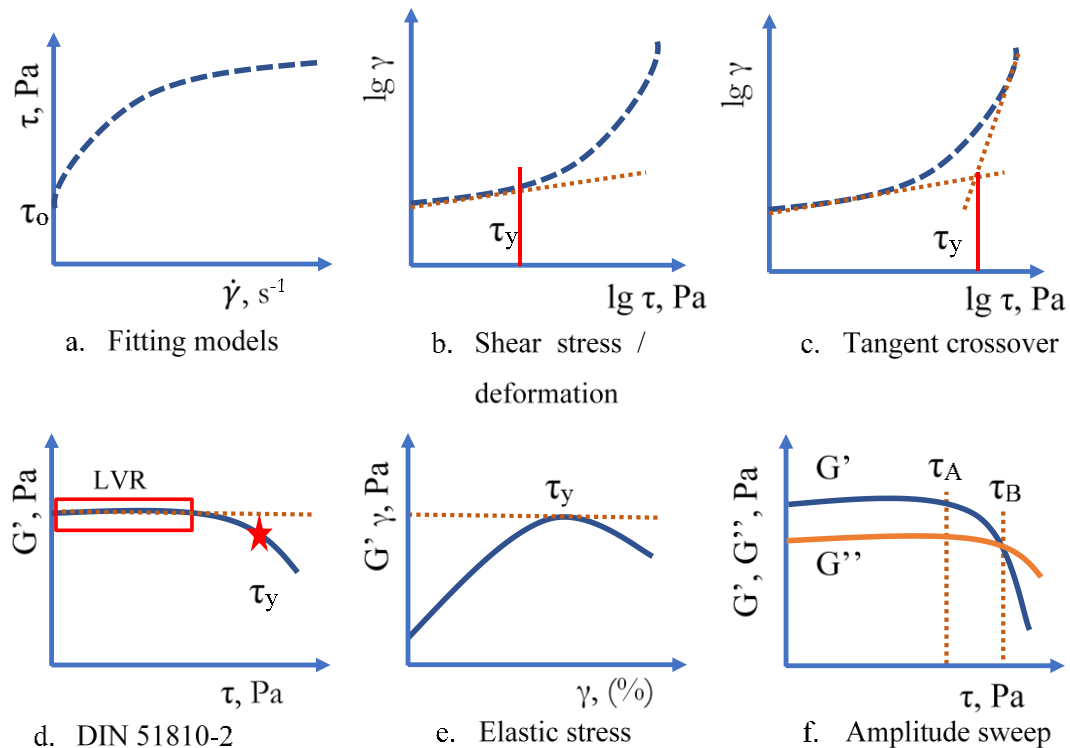 τ, Pa
τo
γ̇, s-1
a. Fitting models
lg γ
τy
lg τ, Pa
b. Shear stress /
deformation
lg γ
τy
lg τ, Pa
c. Tangent crossover
G’, Pa
LVR
τy
τ, Pa
d. DIN 51810-2
G’ γ, Pa
τy
γ, (%)
e. Elastic stress
G’, G’’, Pa
G’
G’’
τA
τB
τ, Pa
f. Amplitude sweep